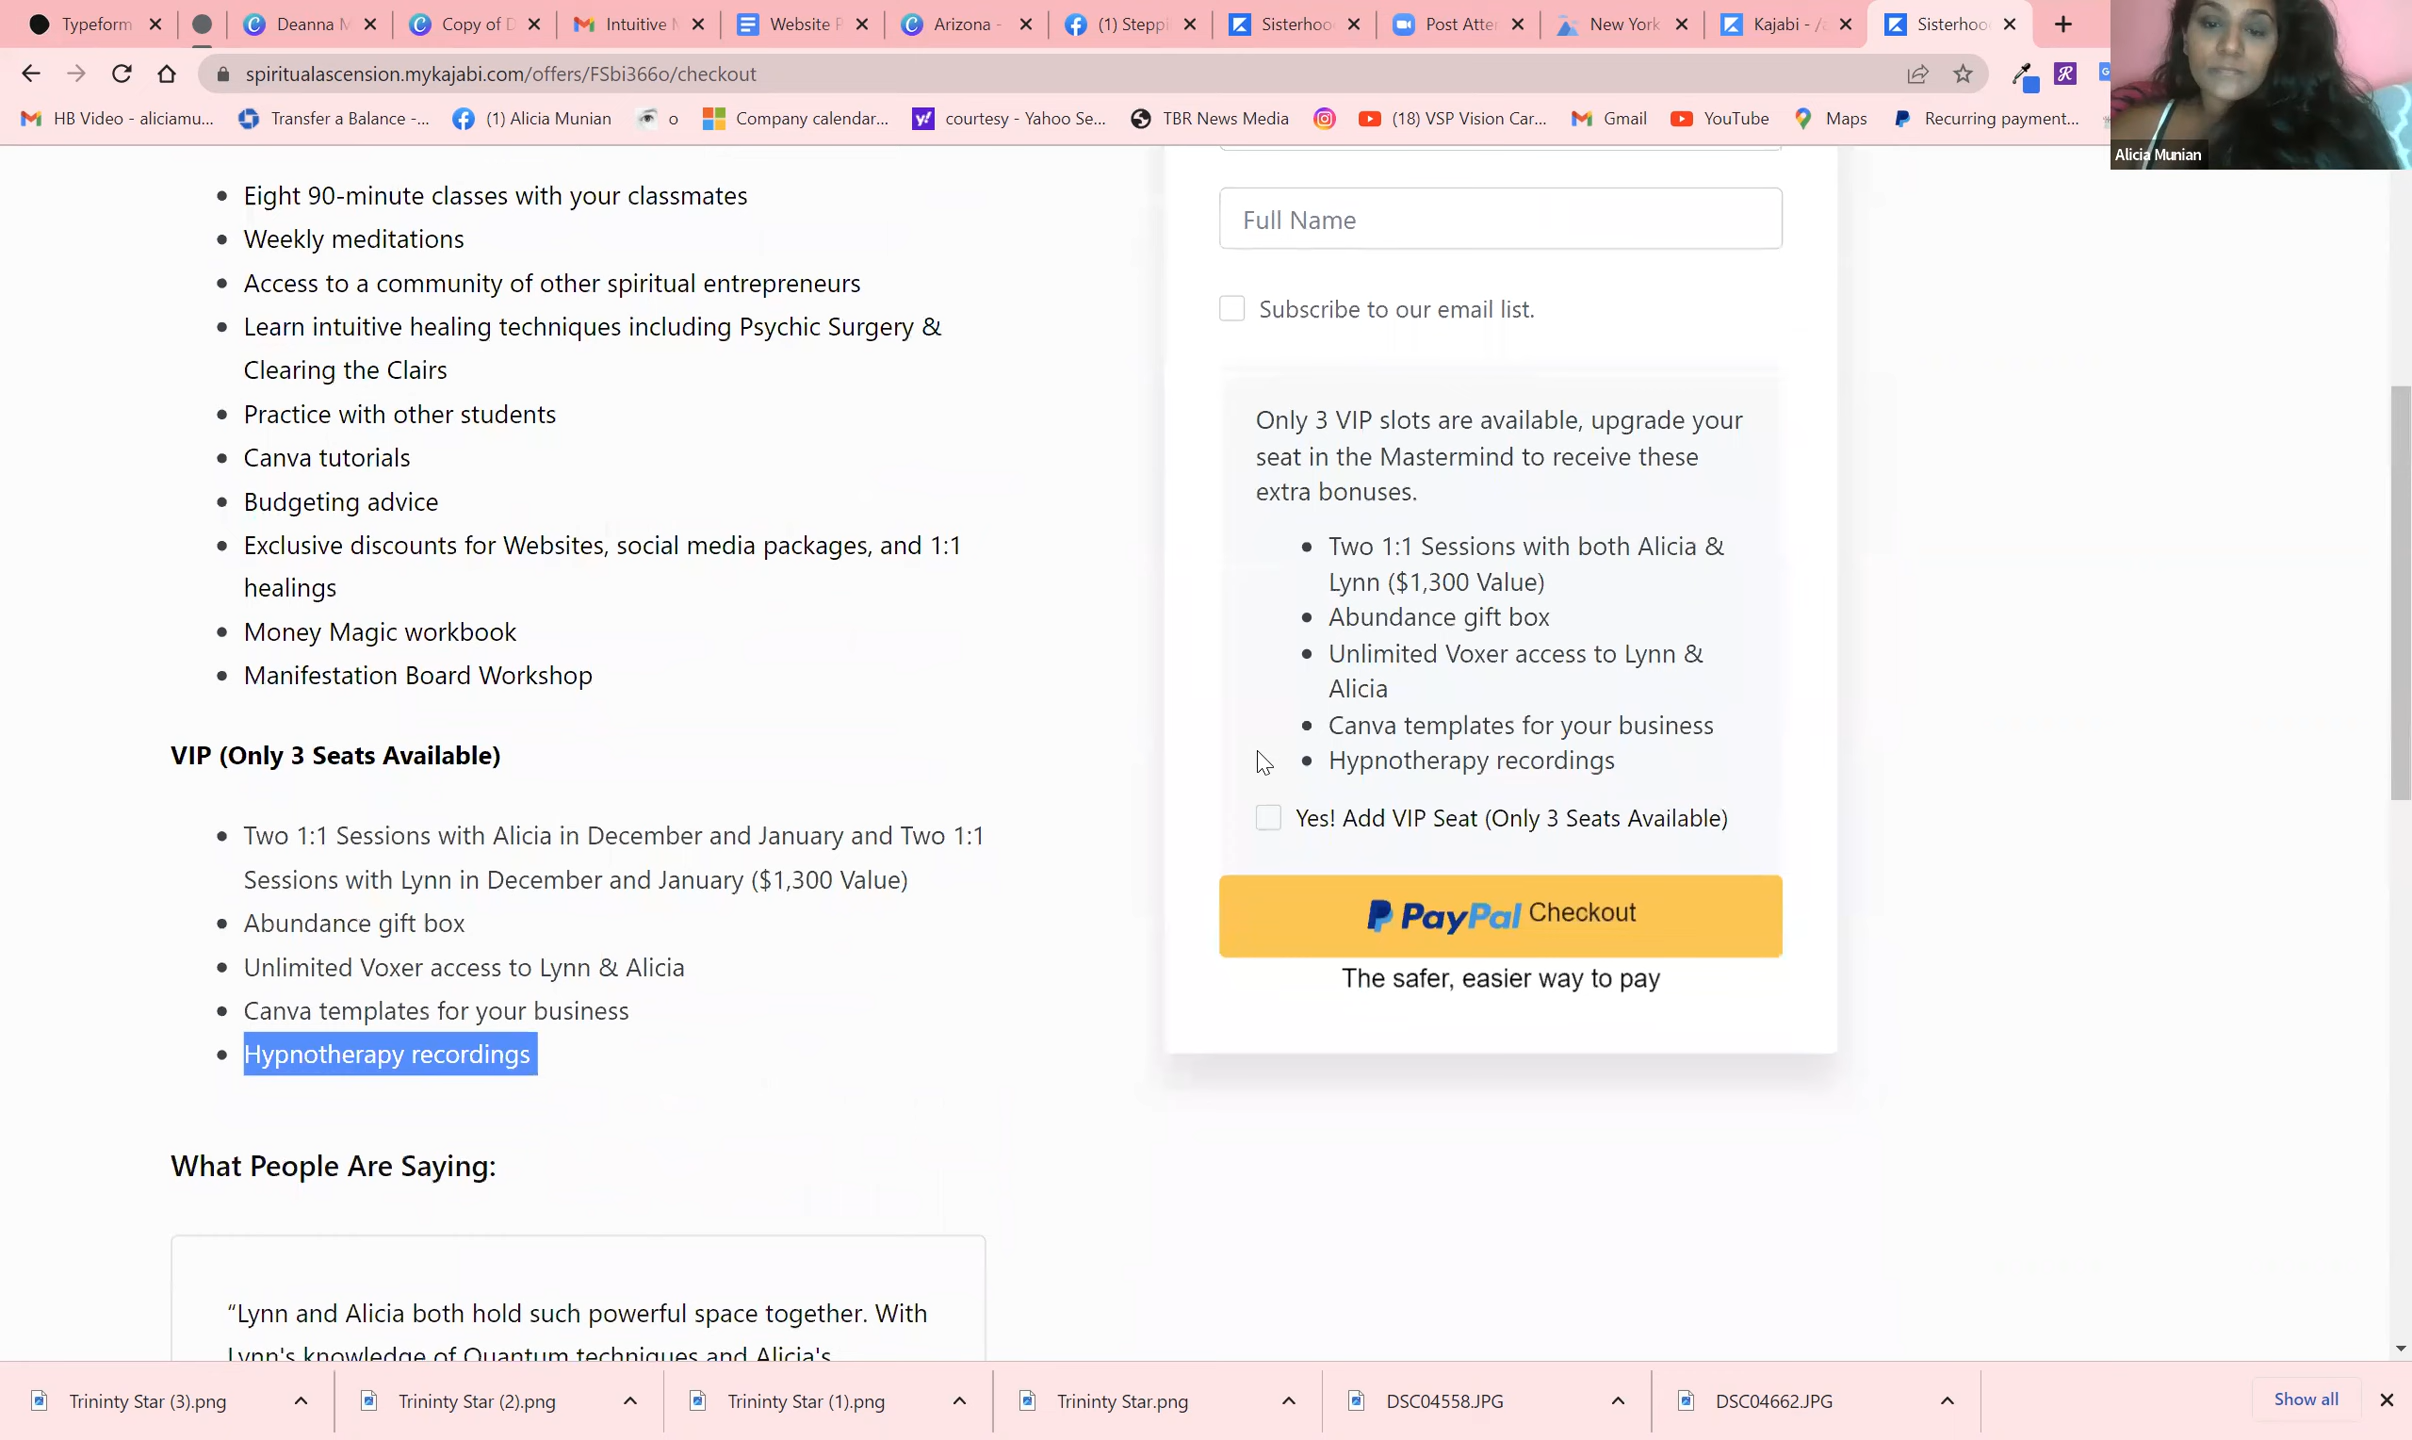 Typeform
Deanna M
Copy of D
Intuitive M
Website P
Arizona -
(1) Steppi
Sisterhoo
Post Atte
New York
Kajabi - /a
Sisterhoo
spiritualascension.mykajabi.com/offers/FSbi366o/checkout
HB Video - aliciamu...
Transfer a Balance -...
(1) Alicia Munian
o
Company calendar...
courtesy - Yahoo Se...
TBR News Media
(18) VSP Vision Car...
Gmail
YouTube
Maps
Recurring payment...
Alicia Munian
Eight 90-minute classes with your classmates
Weekly meditations
Access to a community of other spiritual entrepreneurs
Learn intuitive healing techniques including Psychic Surgery &
Clearing the Clairs
Practice with other students
Canva tutorials
Budgeting advice
Exclusive discounts for Websites, social media packages, and 1:1
healings
Money Magic workbook
Manifestation Board Workshop
VIP (Only 3 Seats Available)
Two 1:1 Sessions with Alicia in December and January and Two 1:1
Sessions with Lynn in December and January ($1,300 Value)
Abundance gift box
Unlimited Voxer access to Lynn & Alicia
Canva templates for your business
Hypnotherapy recordings
What People Are Saying:
“Lynn and Alicia both hold such powerful space together. With
Lynn's knowledge of Quantum techniques and Alicia's
Full Name
Subscribe to our email list.
Only 3 VIP slots are available, upgrade your
seat in the Mastermind to receive these
extra bonuses.
Two 1:1 Sessions with both Alicia &
Lynn ($1,300 Value)
Abundance gift box
Unlimited Voxer access to Lynn &
Alicia
Canva templates for your business
Hypnotherapy recordings
Yes! Add VIP Seat (Only 3 Seats Available)
PayPal Checkout
The safer, easier way to pay
Trininty Star (3).png
Trininty Star (2).png
Trininty Star (1).png
Trininty Star.png
DSC04558.JPG
DSC04662.JPG
Show all